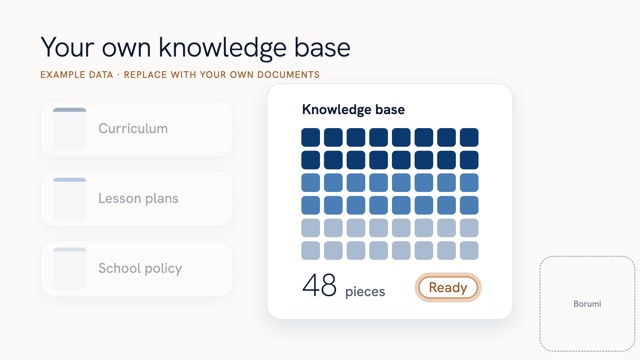 Your own knowledge base
EXAMPLE DATA · REPLACE WITH YOUR OWN DOCUMENTS
Curriculum
Lesson plans
School policy
Knowledge base
48 pieces
Ready
Borumi